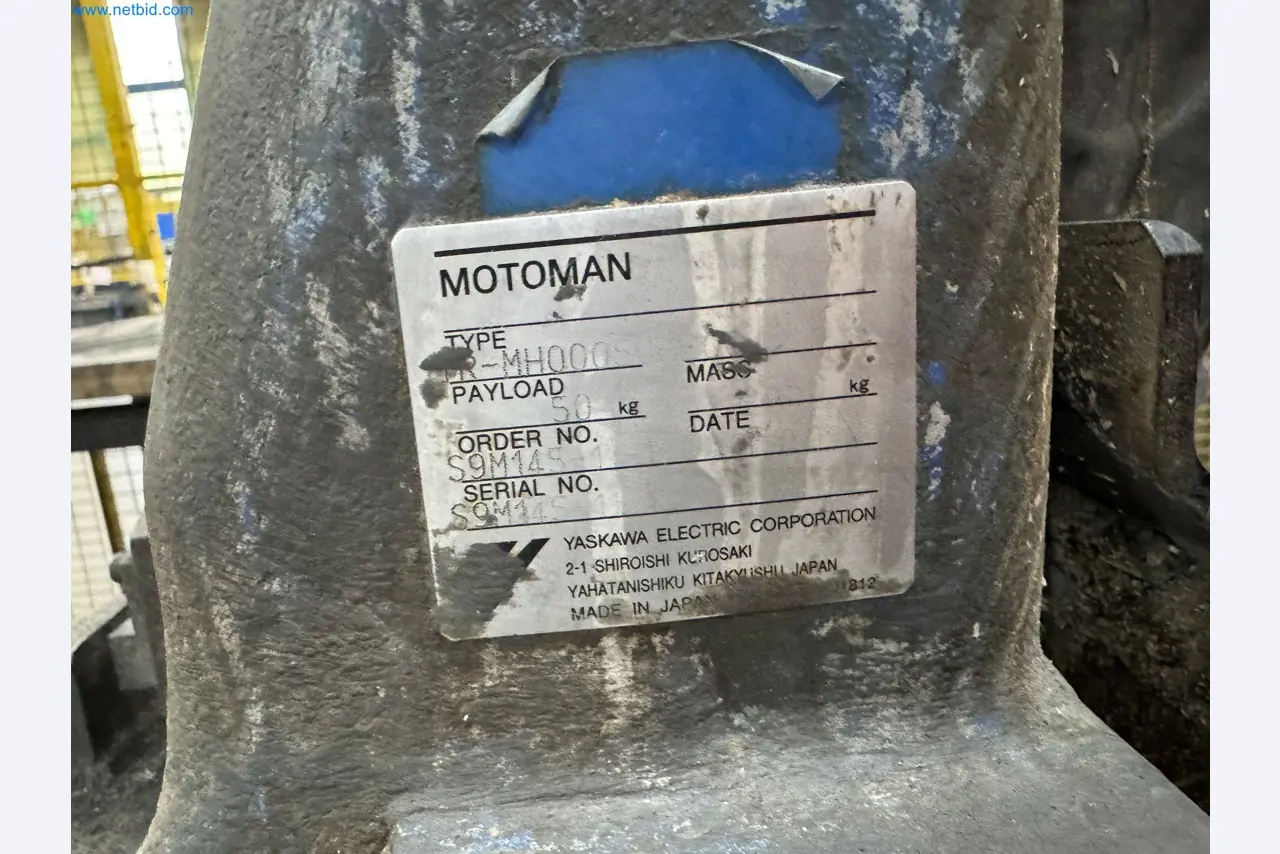 www.netbid.com
MOTOMAN
TYPE
PAYLOAD
50 kg
MASS
kg
ORDER NO.
DATE
SERIAL NO.
YASKAWA ELECTRIC CORPORATION
2-1 SHIROISHI KUROSAKI
YAHATANISHIKU KITAKYUSHU JAPAN
MADE IN JAPAN